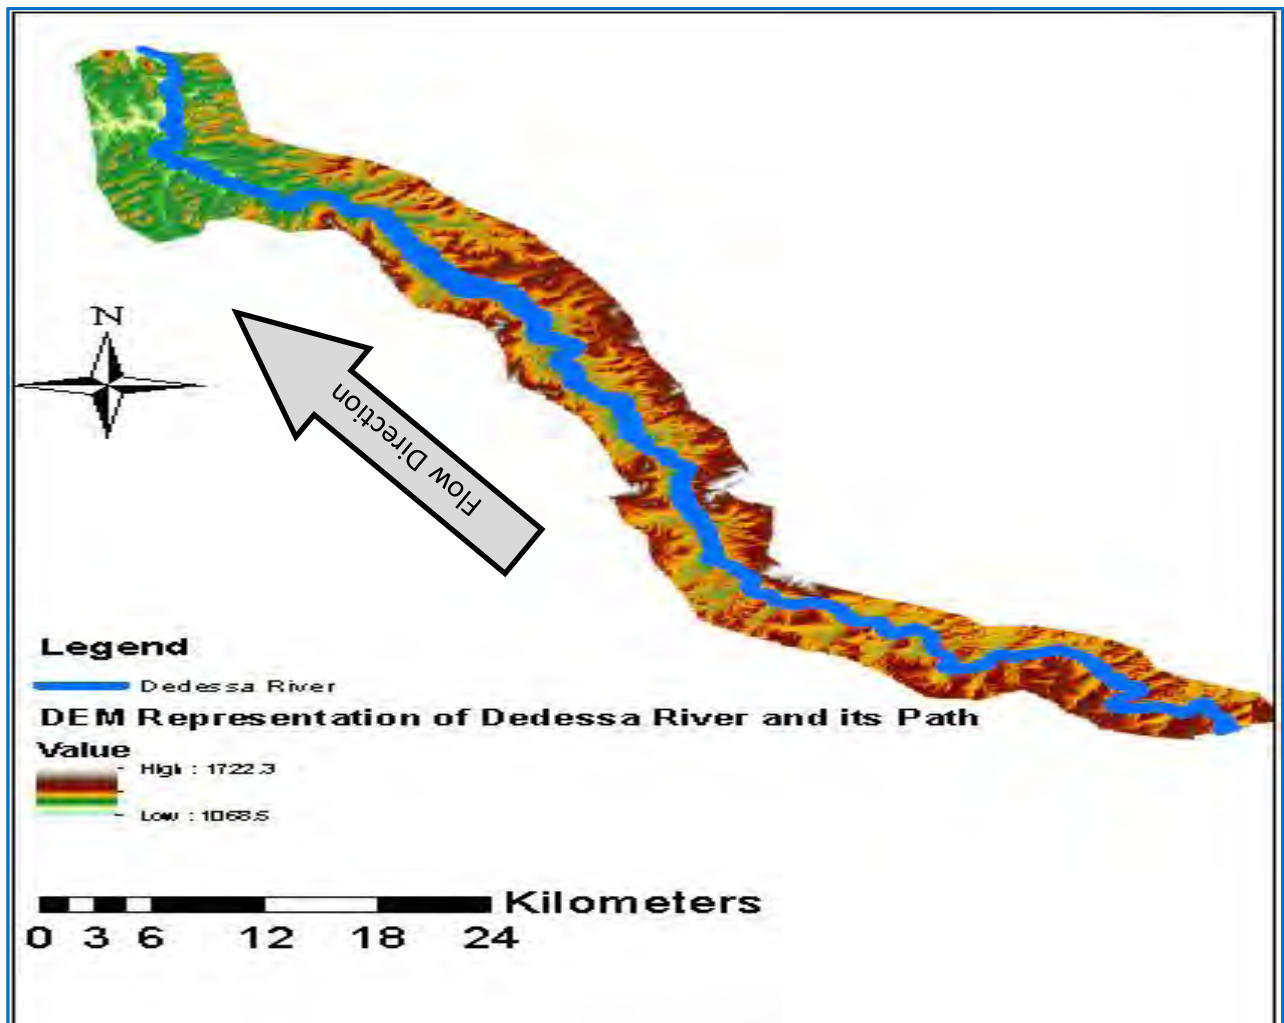 N
Flow Direction
Legend
Dedessa River
DEM Representation of Dedessa River and its Path
Value
High : 1722.3
Low : 1068.5
Kilometers
0 3 6 12 18 24